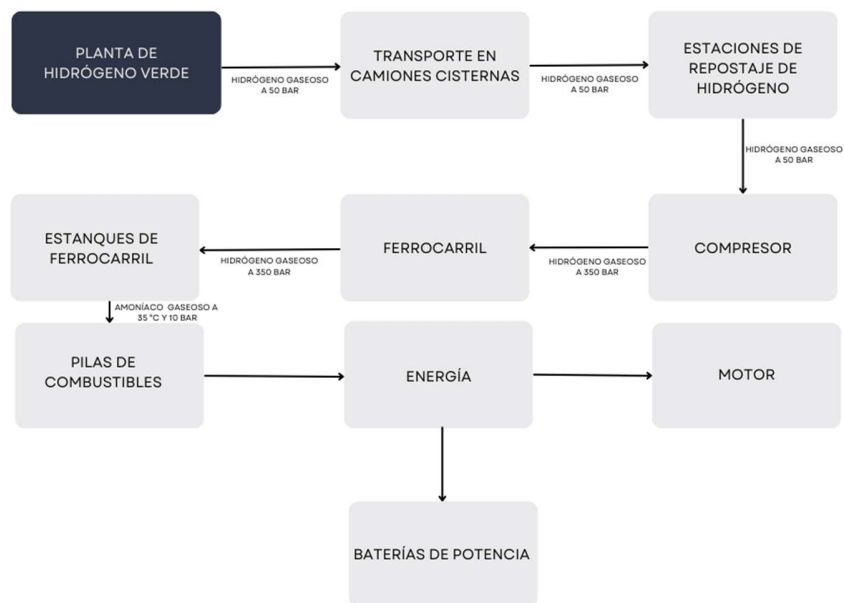 PLANTA DE
HIDRÓGENO VERDE
HIDRÓGENO GASEOSO
A 50 BAR
TRANSPORTE EN
CAMIONES CISTERNAS
HIDRÓGENO GASEOSO
A 50 BAR
ESTACIONES DE
REPOSTAJE DE
HIDRÓGENO
HIDRÓGENO GASEOSO
A 50 BAR
COMPRESOR
HIDRÓGENO GASEOSO
A 350 BAR
FERROCARRIL
HIDRÓGENO GASEOSO
A 350 BAR
ESTANQUES DE
FERROCARRIL
AMONÍACO GASEOSO A
35 °C Y 10 BAR
PILAS DE
COMBUSTIBLES
ENERGÍA
MOTOR
BATERÍAS DE POTENCIA